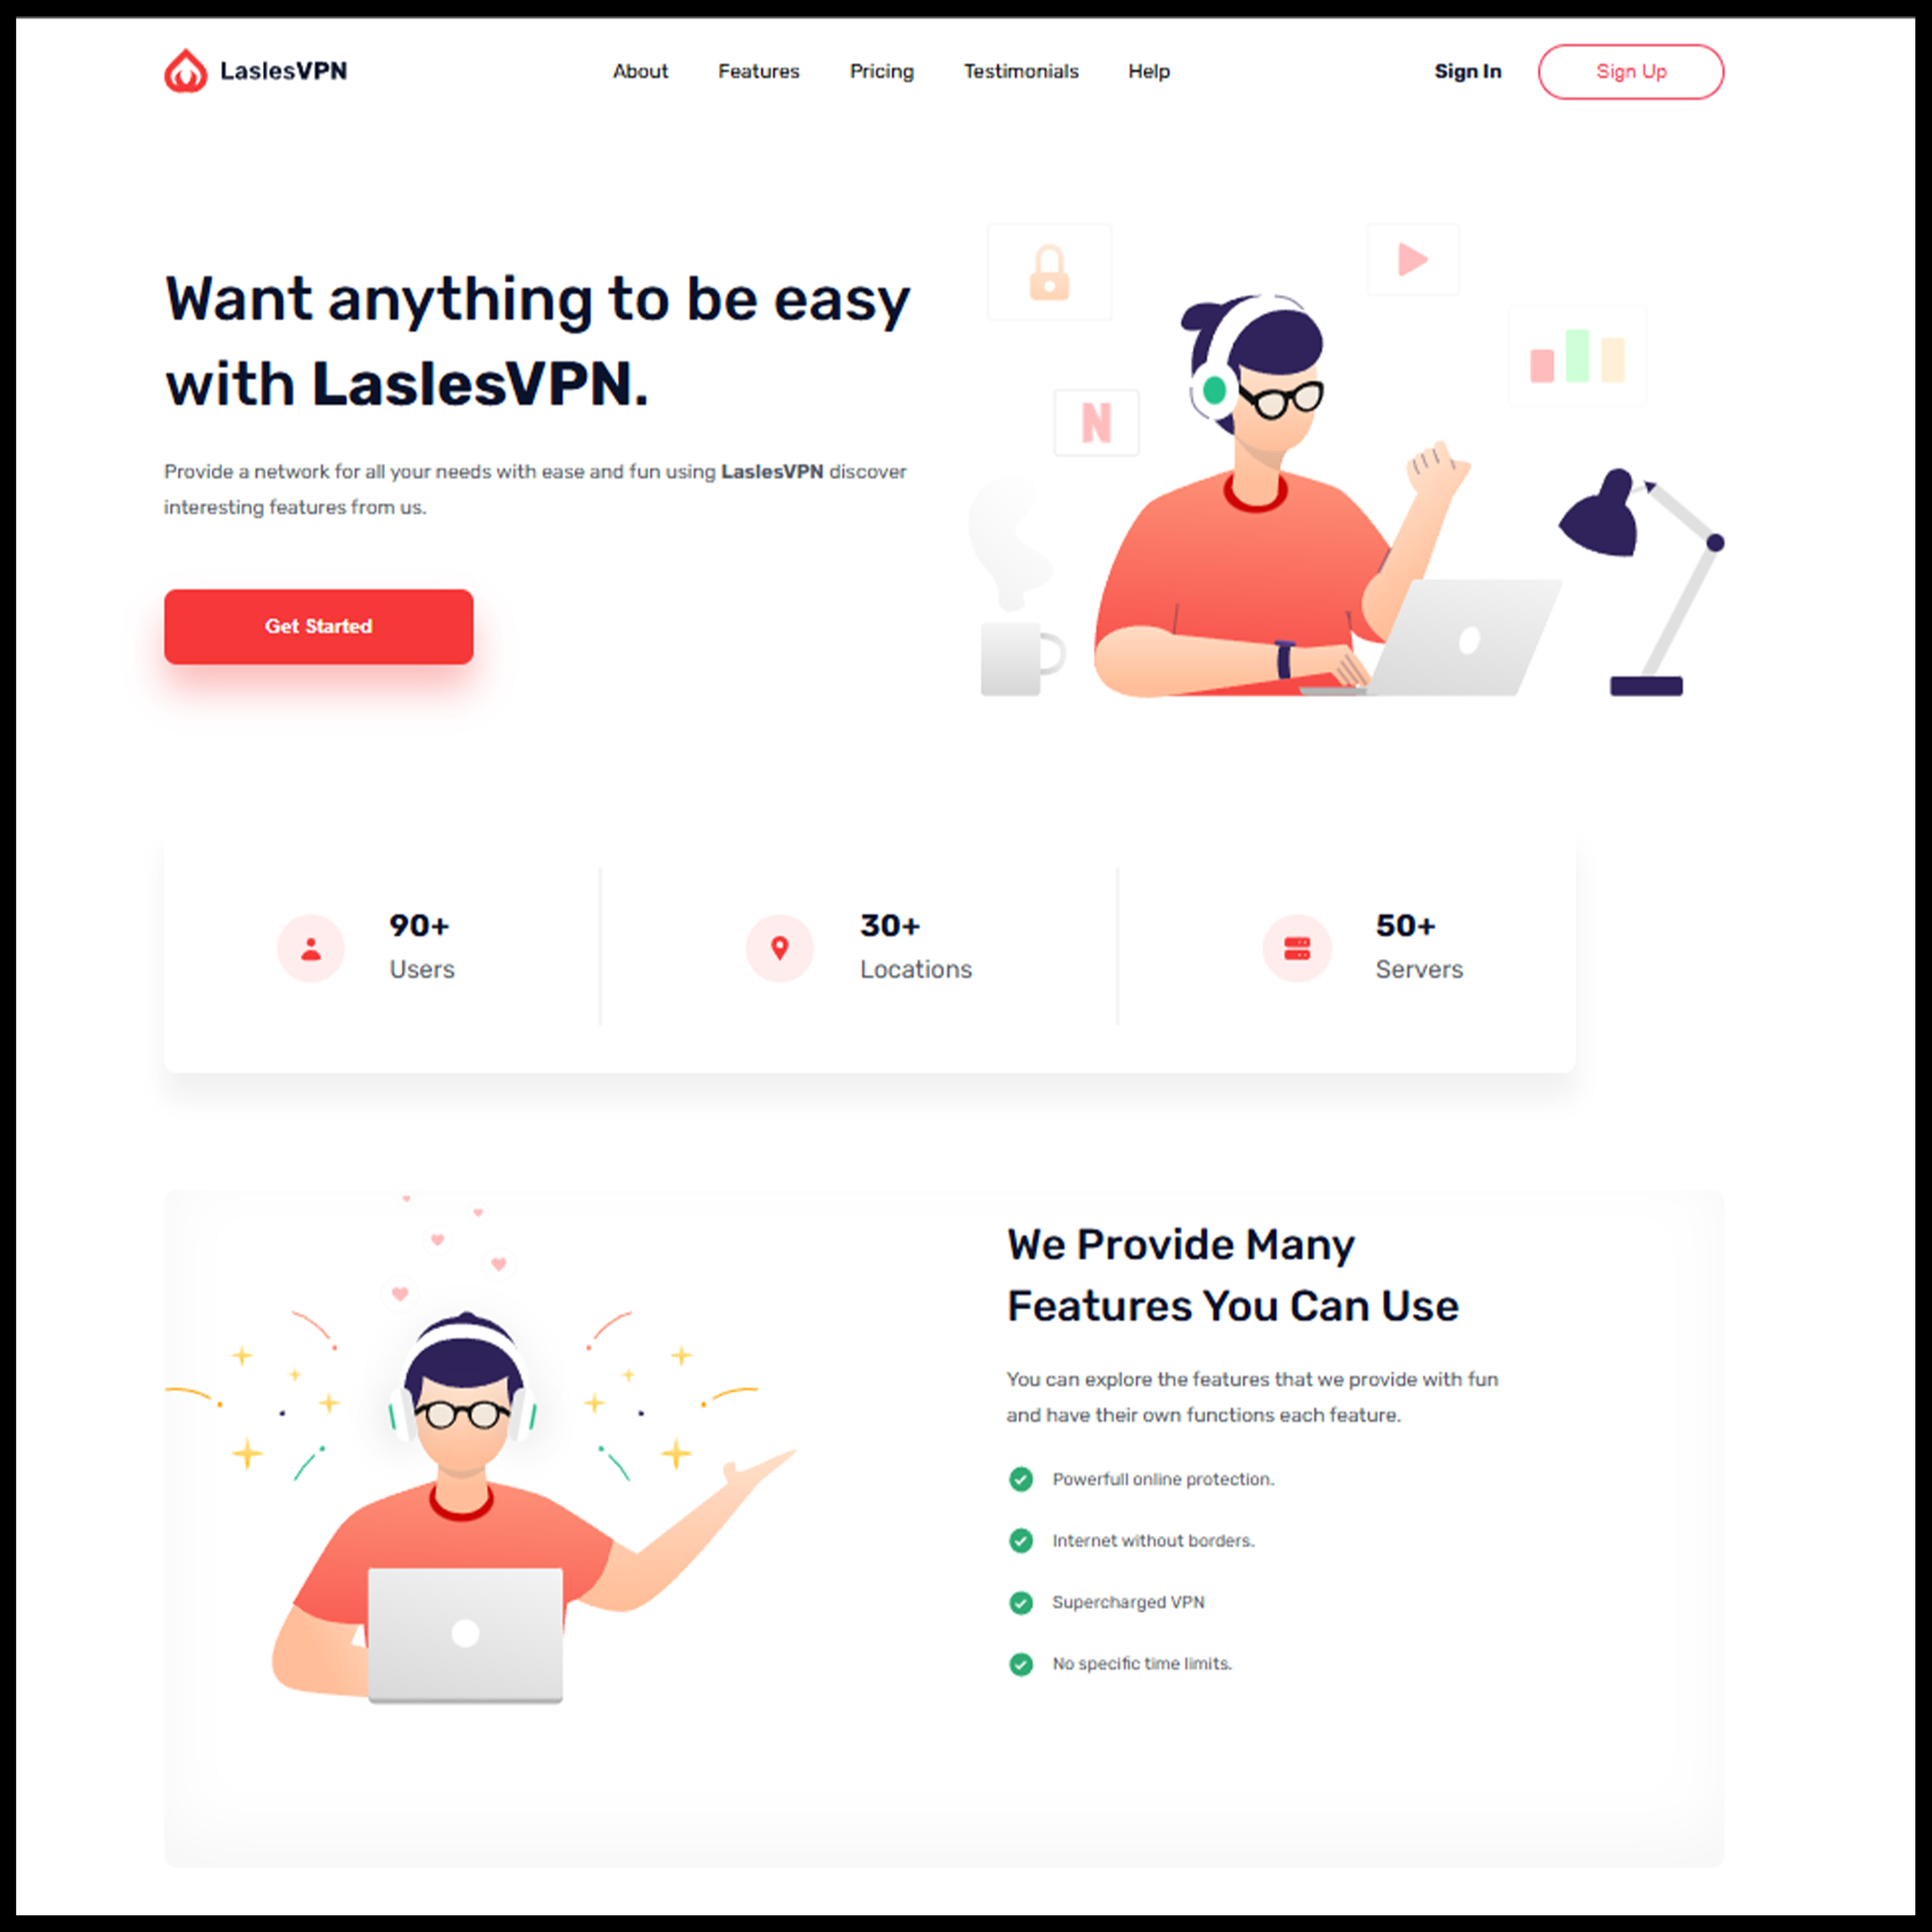 LaslesVPN
About Features Pricing Testimonials Help
Sign In Sign Up
Want anything to be easy
with LaslesVPN.
Provide a network for all your needs with ease and fun using LaslesVPN discover
interesting features from us.
Get Started
N
90+
Users
30+
Locations
50+
Servers
We Provide Many
Features You Can Use
You can explore the features that we provide with fun
and have their own functions each feature.
Powerfull online protection.
Internet without borders.
Supercharged VPN
No specific time limits.